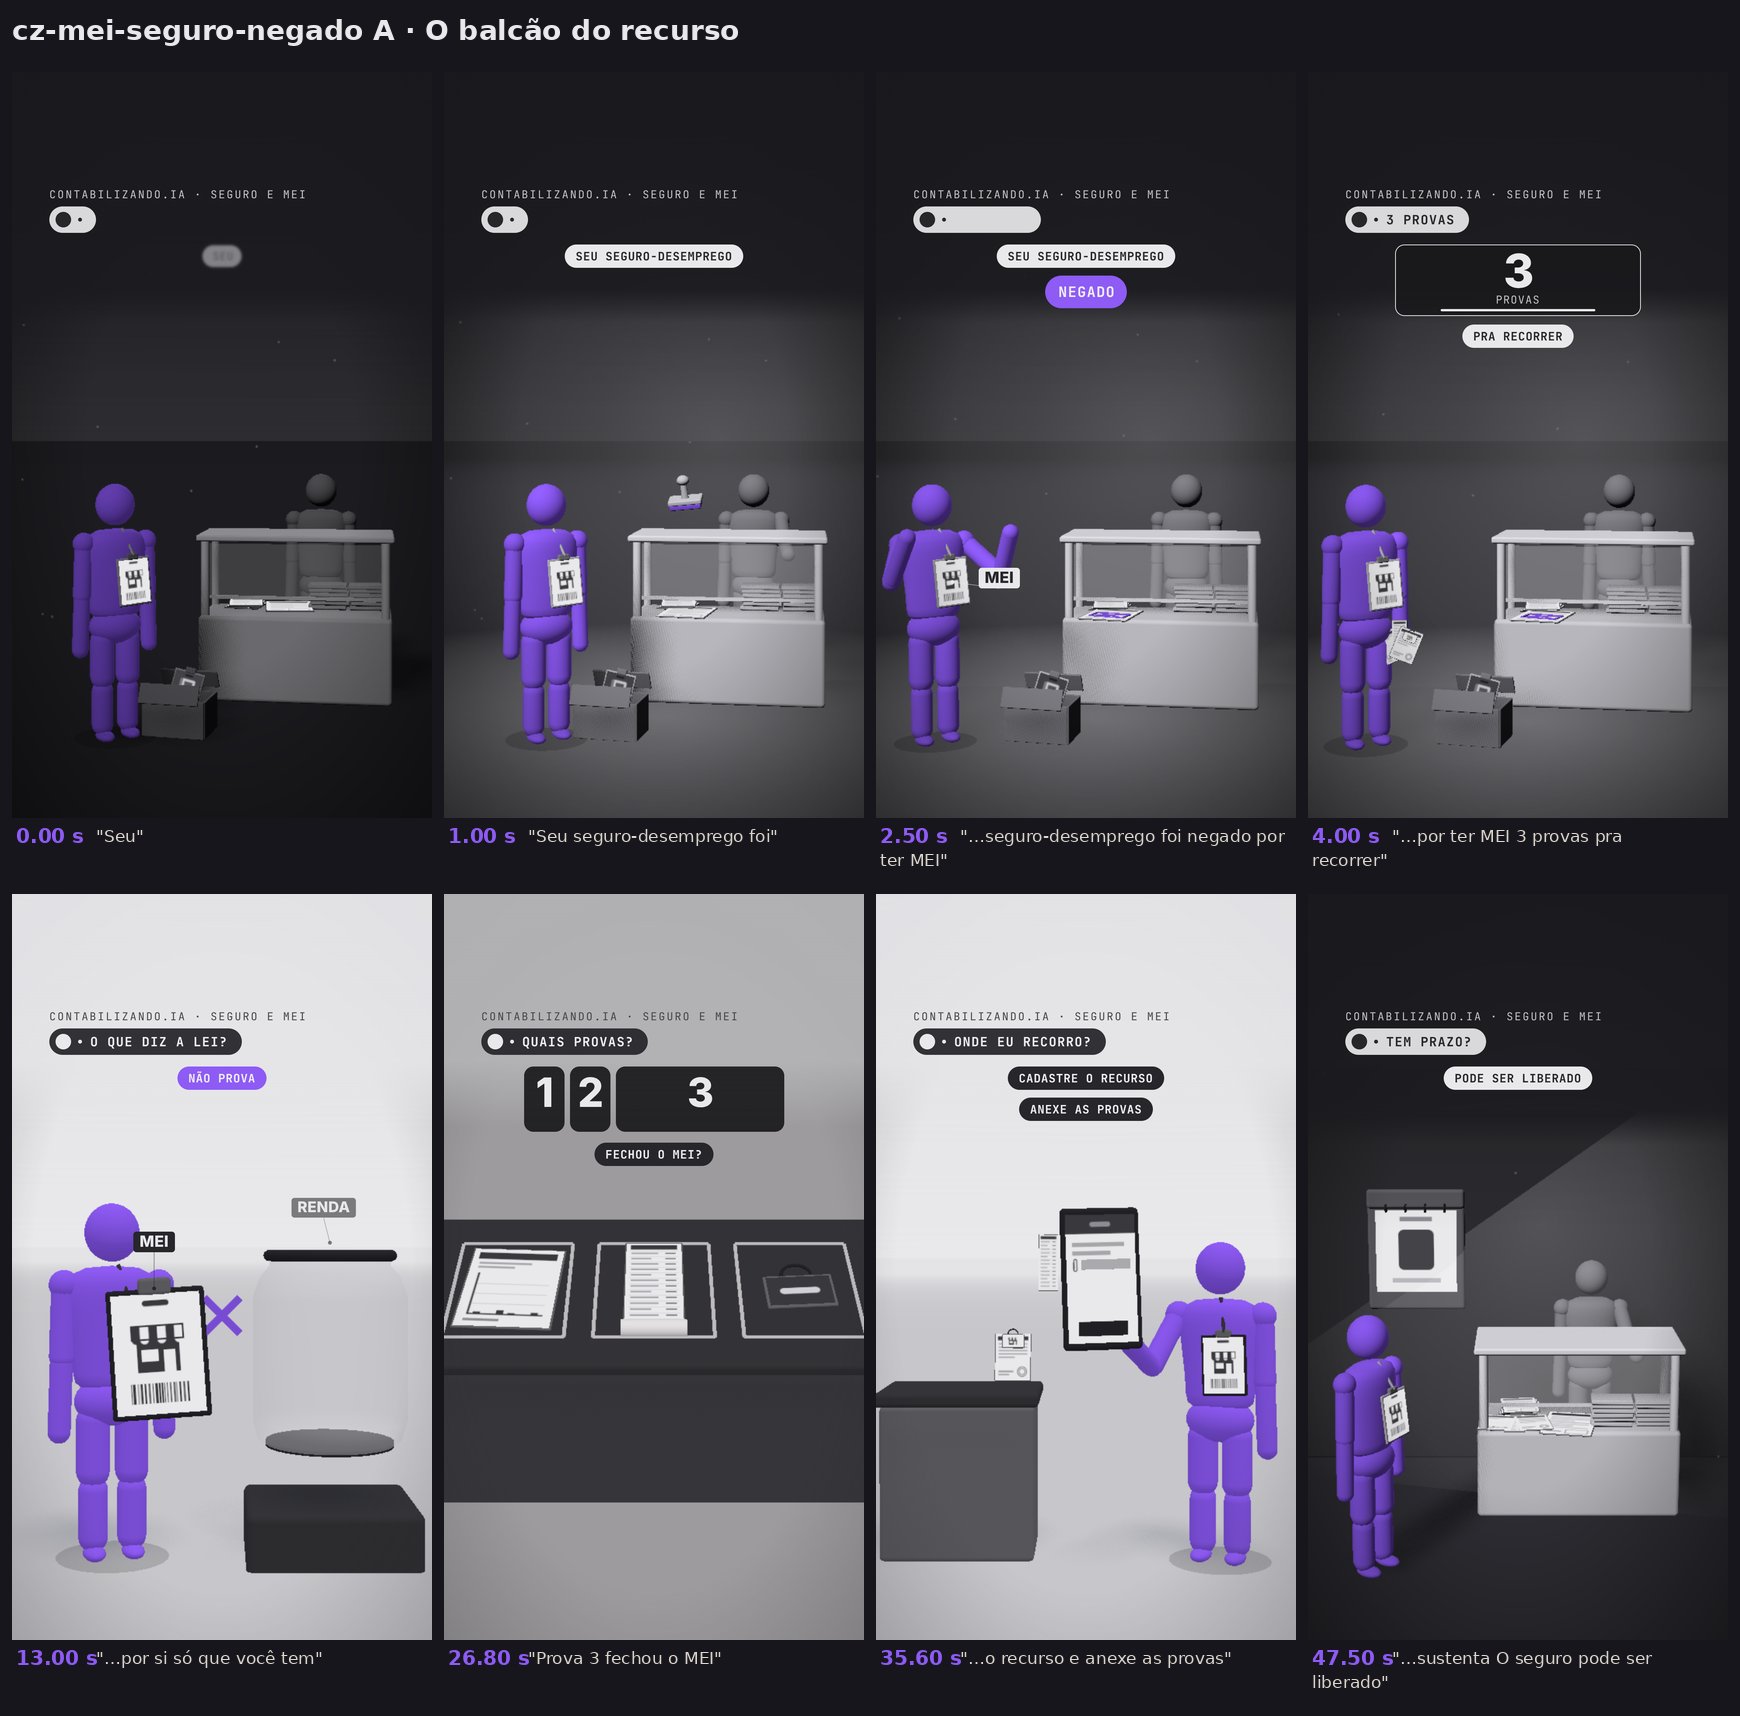 cz-mei-seguro-negado A · O balcão do recurso
CONTABILIZANDO.IA · SEGURO E MEI
SEU
0.00 s "Seu"
CONTABILIZANDO.IA · SEGURO E MEI
SEU SEGURO-DESEMPREGO
1.00 s "Seu seguro-desemprego foi"
CONTABILIZANDO.IA · SEGURO E MEI
SEU SEGURO-DESEMPREGO
NEGADO
MEI
2.50 s "...seguro-desemprego foi negado por
ter MEI"
CONTABILIZANDO.IA · SEGURO E MEI
• 3 PROVAS
3
PROVAS
PRA RECORRER
4.00 s "...por ter MEI 3 provas pra
recorrer"
CONTABILIZANDO.IA · SEGURO E MEI
• O QUE DIZ A LEI?
NÃO PROVA
RENDA
MEI
13.00 s "...por si só que você tem"
CONTABILIZANDO.IA · SEGURO E MEI
• QUAIS PROVAS?
1 2 3
FECHOU O MEI?
26.80 s "Prova 3 fechou o MEI"
CONTABILIZANDO.IA · SEGURO E MEI
• ONDE EU RECORRO?
CADASTRE O RECURSO
ANEXE AS PROVAS
35.60 s "...o recurso e anexe as provas"
CONTABILIZANDO.IA · SEGURO E MEI
• TEM PRAZO?
PODE SER LIBERADO
47.50 s "...sustenta O seguro pode ser
liberado"